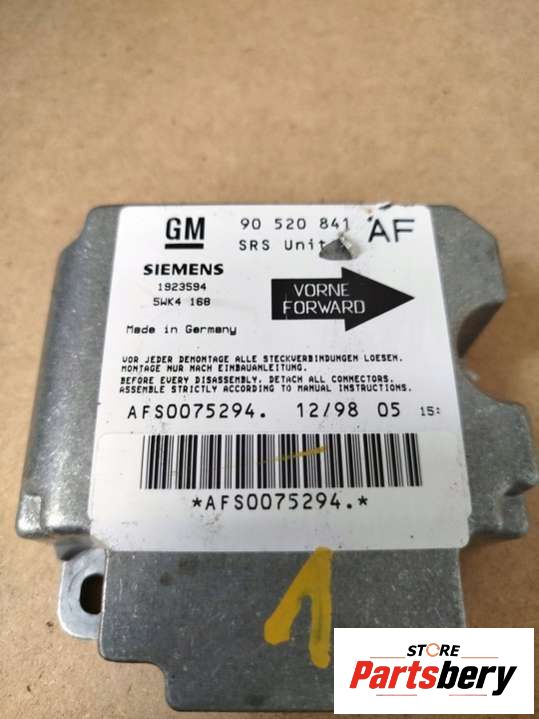 GM 90 520 841 AF
SRS Unit
SIEMENS
1923594
5WK4 168
VORNE
FORWARD
Made in Germany
VOR JEDER DEMONTAGE ALLE STECKVERBINDUNGEN LOESEN.
MONTAGE NUR NACH EINBAUANLEITUNG.
BEFORE EVERY DISASSEMBLY. DETACH ALL CONNECTORS.
ASSEMBLE STRICTLY ACCORDING TO MANUAL INSTRUCTIONS.
AFS0075294. 12/98 05 15:
*AFS0075294.*
1
STORE
Partsbery